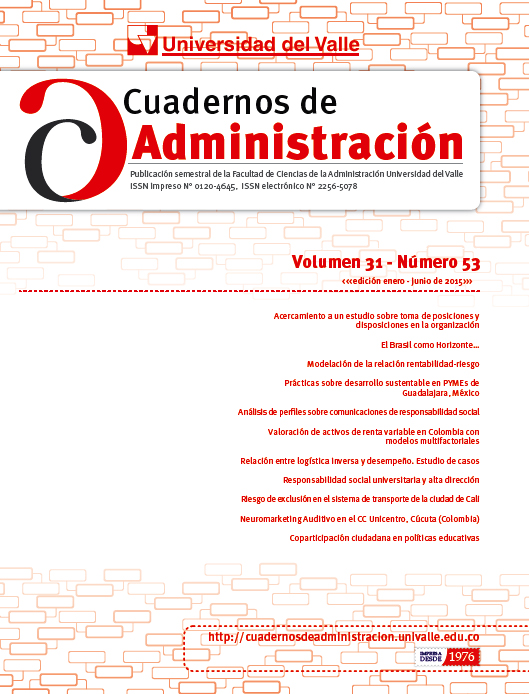 Universidad del Valle
Cuadernos de
Administración
Publicación semestral de la Facultad de Ciencias de la Administración Universidad del Valle
ISSN Impreso N° 0120-4645, ISSN electrónico N° 2256-5078
Volumen 31 - Número 53
<<<edición enero - junio de 2015>>>
Acercamiento a un estudio sobre toma de posiciones y
disposiciones en la organización
El Brasil como Horizonte...
Modelación de la relación rentabilidad-riesgo
Prácticas sobre desarrollo sustentable en PYMEs de
Guadalajara, México
Análisis de perfiles sobre comunicaciones de responsabilidad social
Valoración de activos de renta variable en Colombia con
modelos multifactoriales
Relación entre logística inversa y desempeño. Estudio de casos
Responsabilidad social universitaria y alta dirección
Riesgo de exclusión en el sistema de transporte de la ciudad de Cali
Neuromarketing Auditivo en el CC Unicentro, Cúcuta (Colombia)
Coparticipación ciudadana en políticas educativas
http://cuadernosdeadministracion.univalle.edu.co
IMPRESA
DESDE 1976